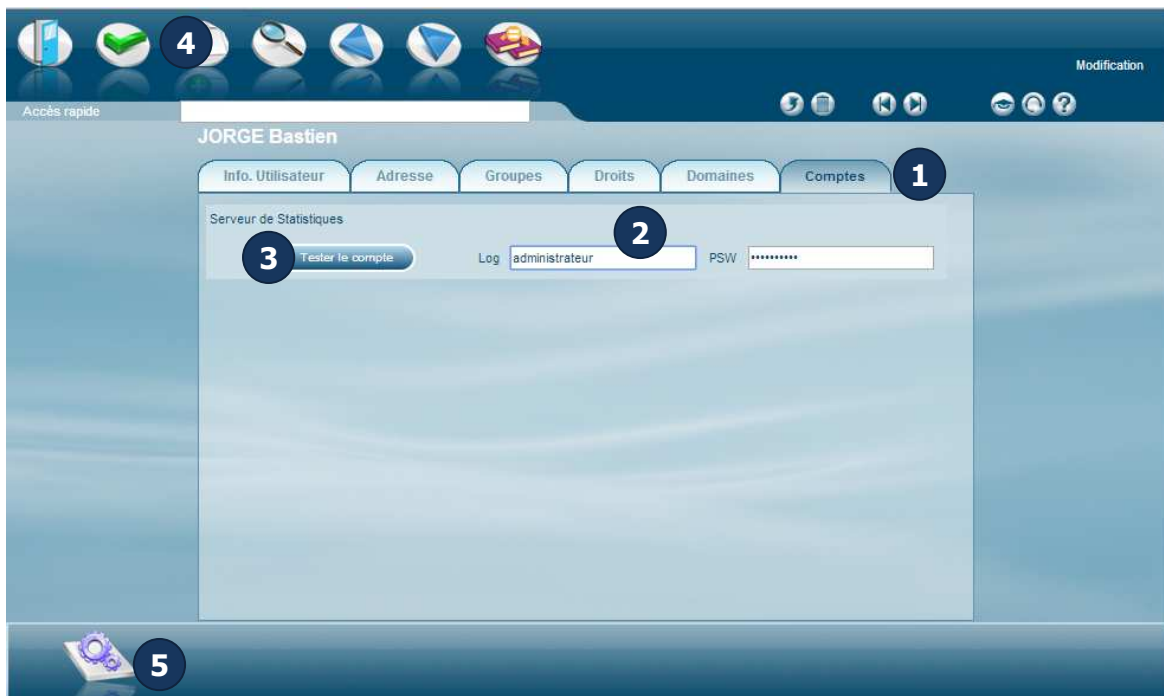 4
Modification
Accès rapide
JORGE Bastien
Info. Utilisateur Adresse Groupes Droits Domaines Comptes 1
Serveur de Statistiques
2
3 Tester le compte Log administrateur PSW ••••••••••
5